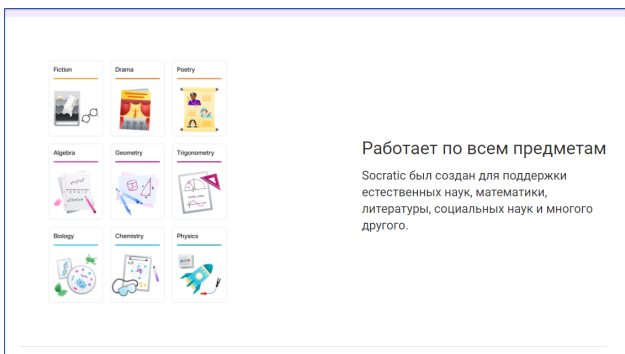 Fiction
Drama
Poetry
Algebra
Geometry
Trigonometry
Biology
Chemistry
Physics
Работает по всем предметам
Socratic был создан для поддержки
естественных наук, математики,
литературы, социальных наук и многого
другого.